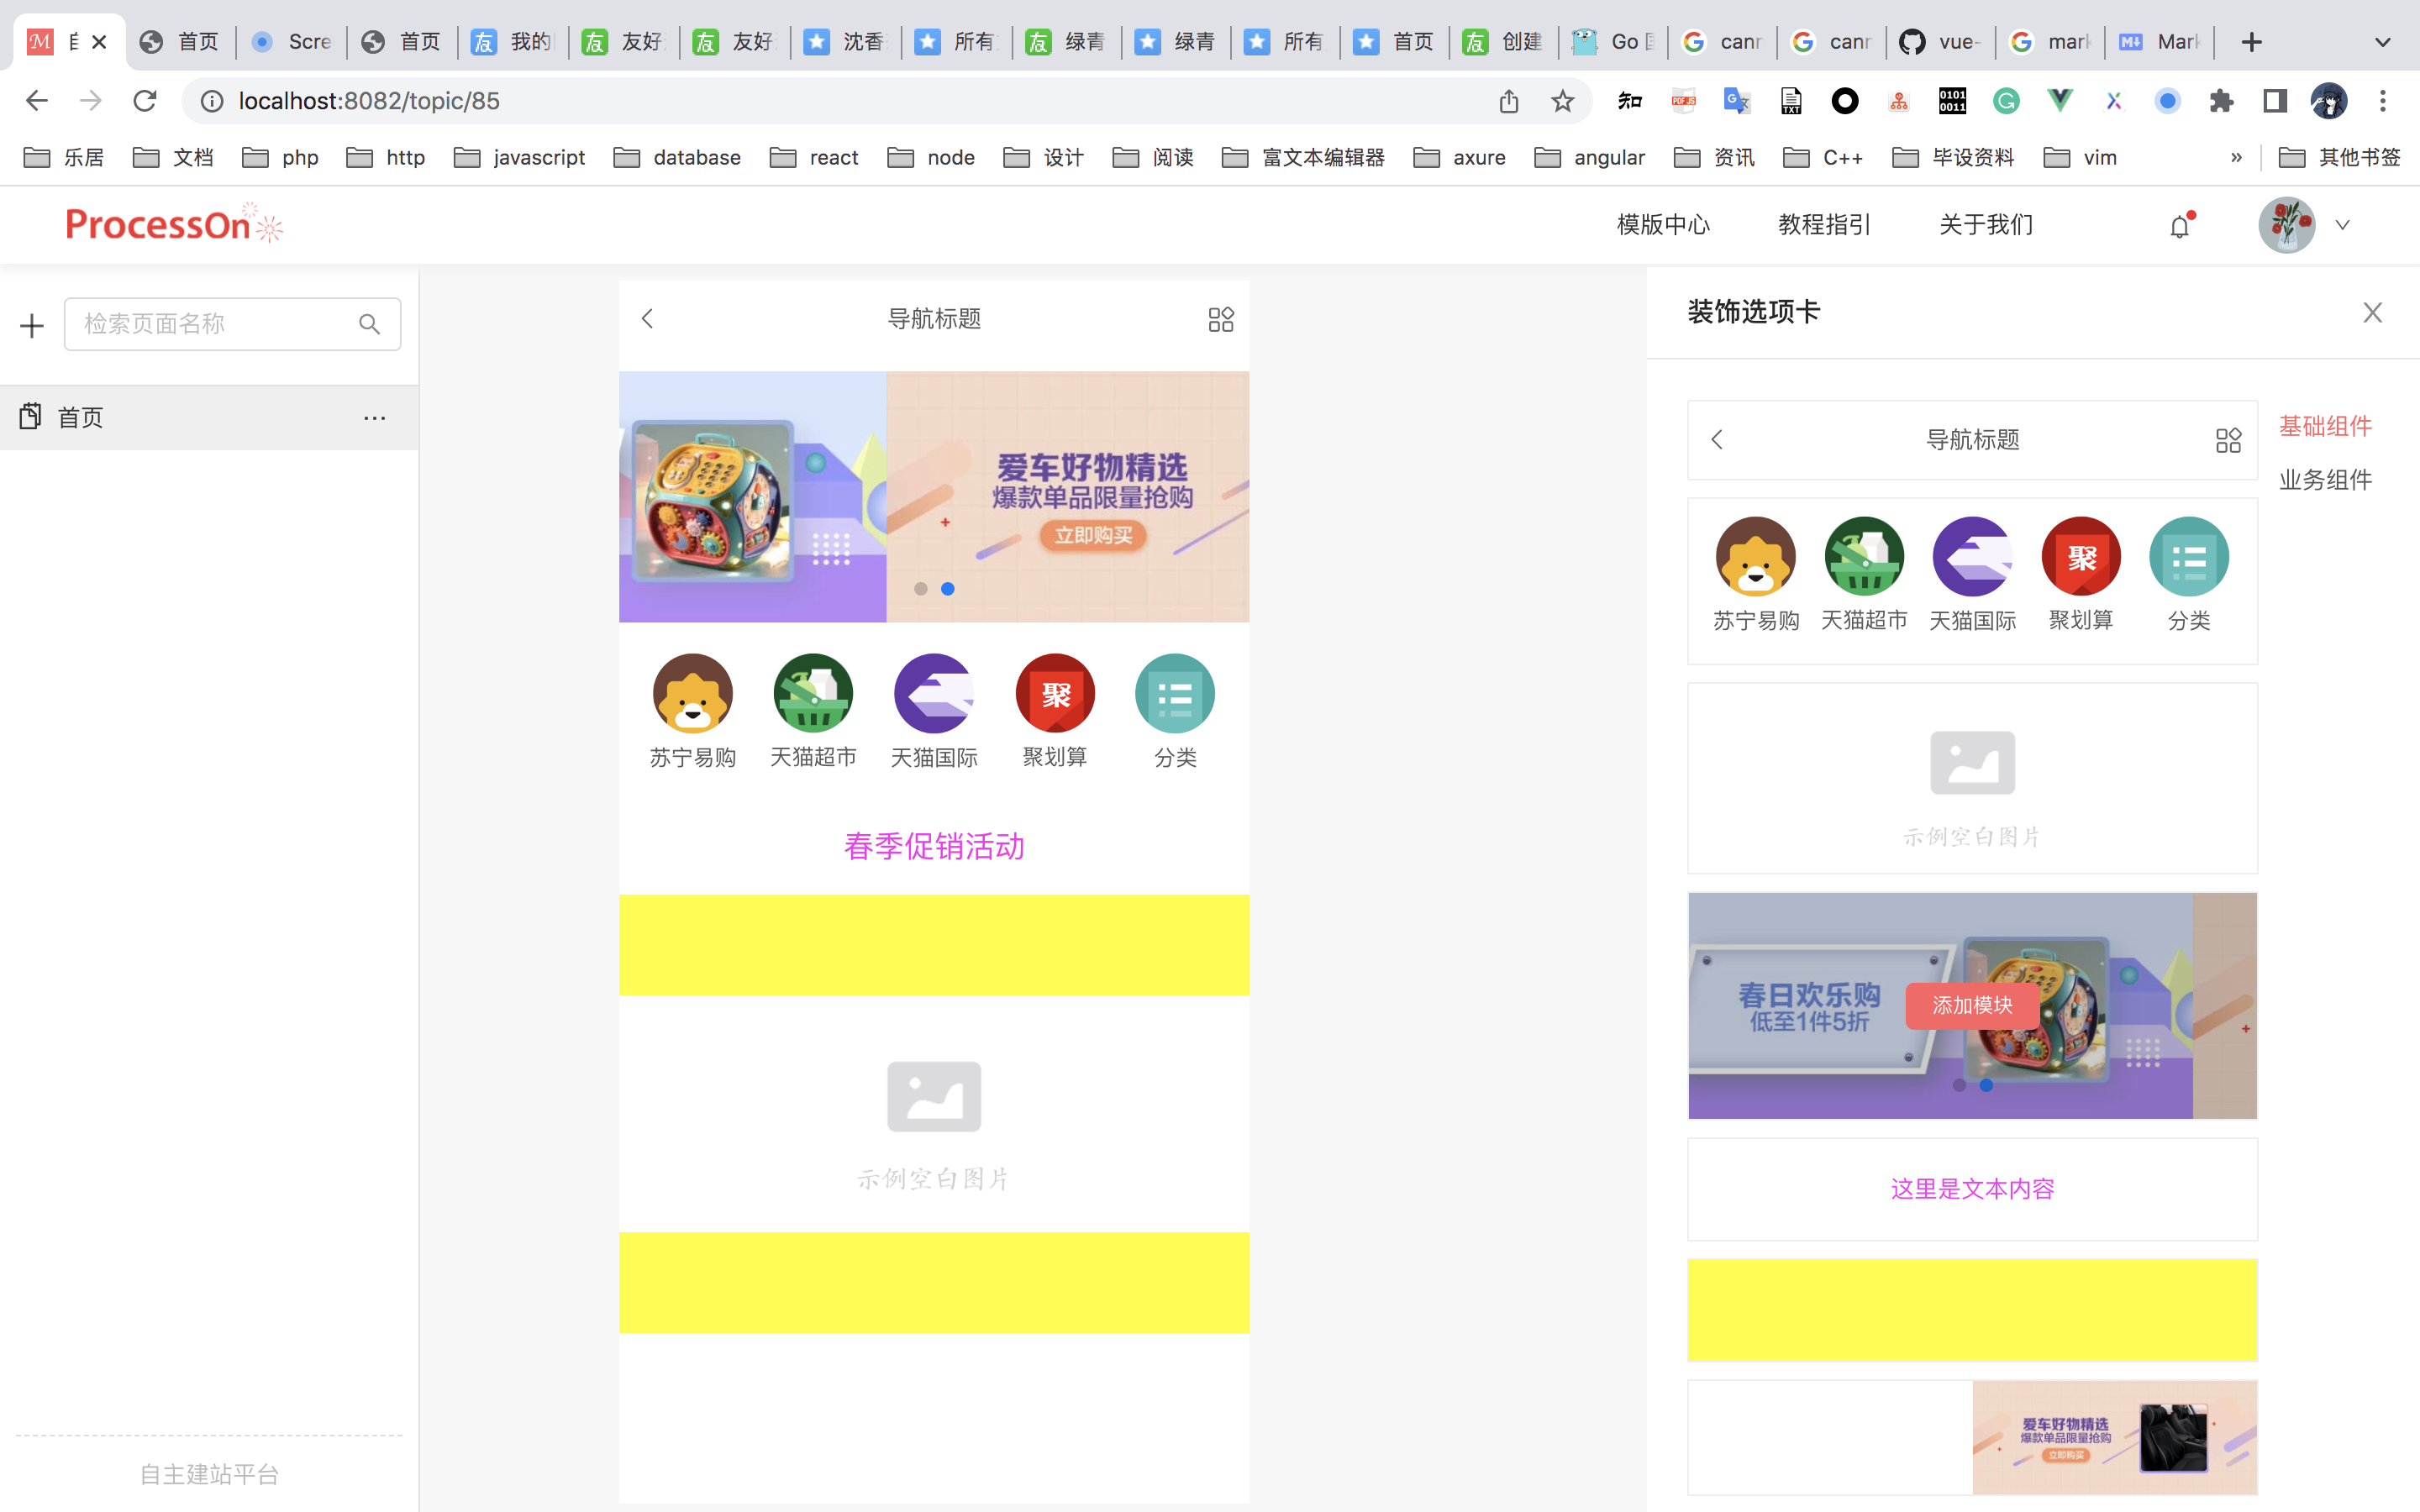 首页
Scre
首页
我的
友好
友好
沈香
所有
绿青
绿青
所有
首页
创建
Go
canr
canr
vue-
mark
Mark
localhost:8082/topic/85
乐居
文档
php
http
javascript
database
react
node
设计
阅读
富文本编辑器
axure
angular
资讯
C++
毕设资料
vim
»
其他书签
ProcessOn
模版中心
教程指引
关于我们
检索页面名称
首页
自主建站平台
导航标题
爱车好物精选
爆款单品限量抢购
立即购买
苏宁易购
天猫超市
天猫国际
聚
聚划算
分类
春季促销活动
示例空白图片
装饰选项卡
基础组件
业务组件
导航标题
苏宁易购
天猫超市
天猫国际
聚
聚划算
分类
示例空白图片
春日欢乐购
低至1件5折
添加模块
这里是文本内容
爱车好物精选
爆款单品限量抢购
立即购买